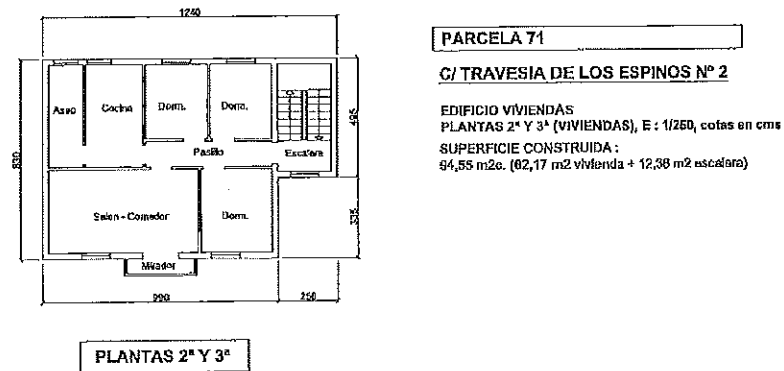 1240
PARCELA 71
C/ TRAVESIA DE LOS ESPINOS Nº 2
EDIFICIO VIVIENDAS
PLANTAS 2ª Y 3ª (VIVIENDAS), E : 1/250, cotas en cms
SUPERFICIE CONSTRUIDA :
94,55 m2c. (82,17 m2 vivienda + 12,38 m2 escalera)
830
495
Aseo
Cocina
Dorm.
Dorm.
Pasillo
Escalera
Salon - Comedor
Dorm.
335
Mirador
990
250
PLANTAS 2ª Y 3ª